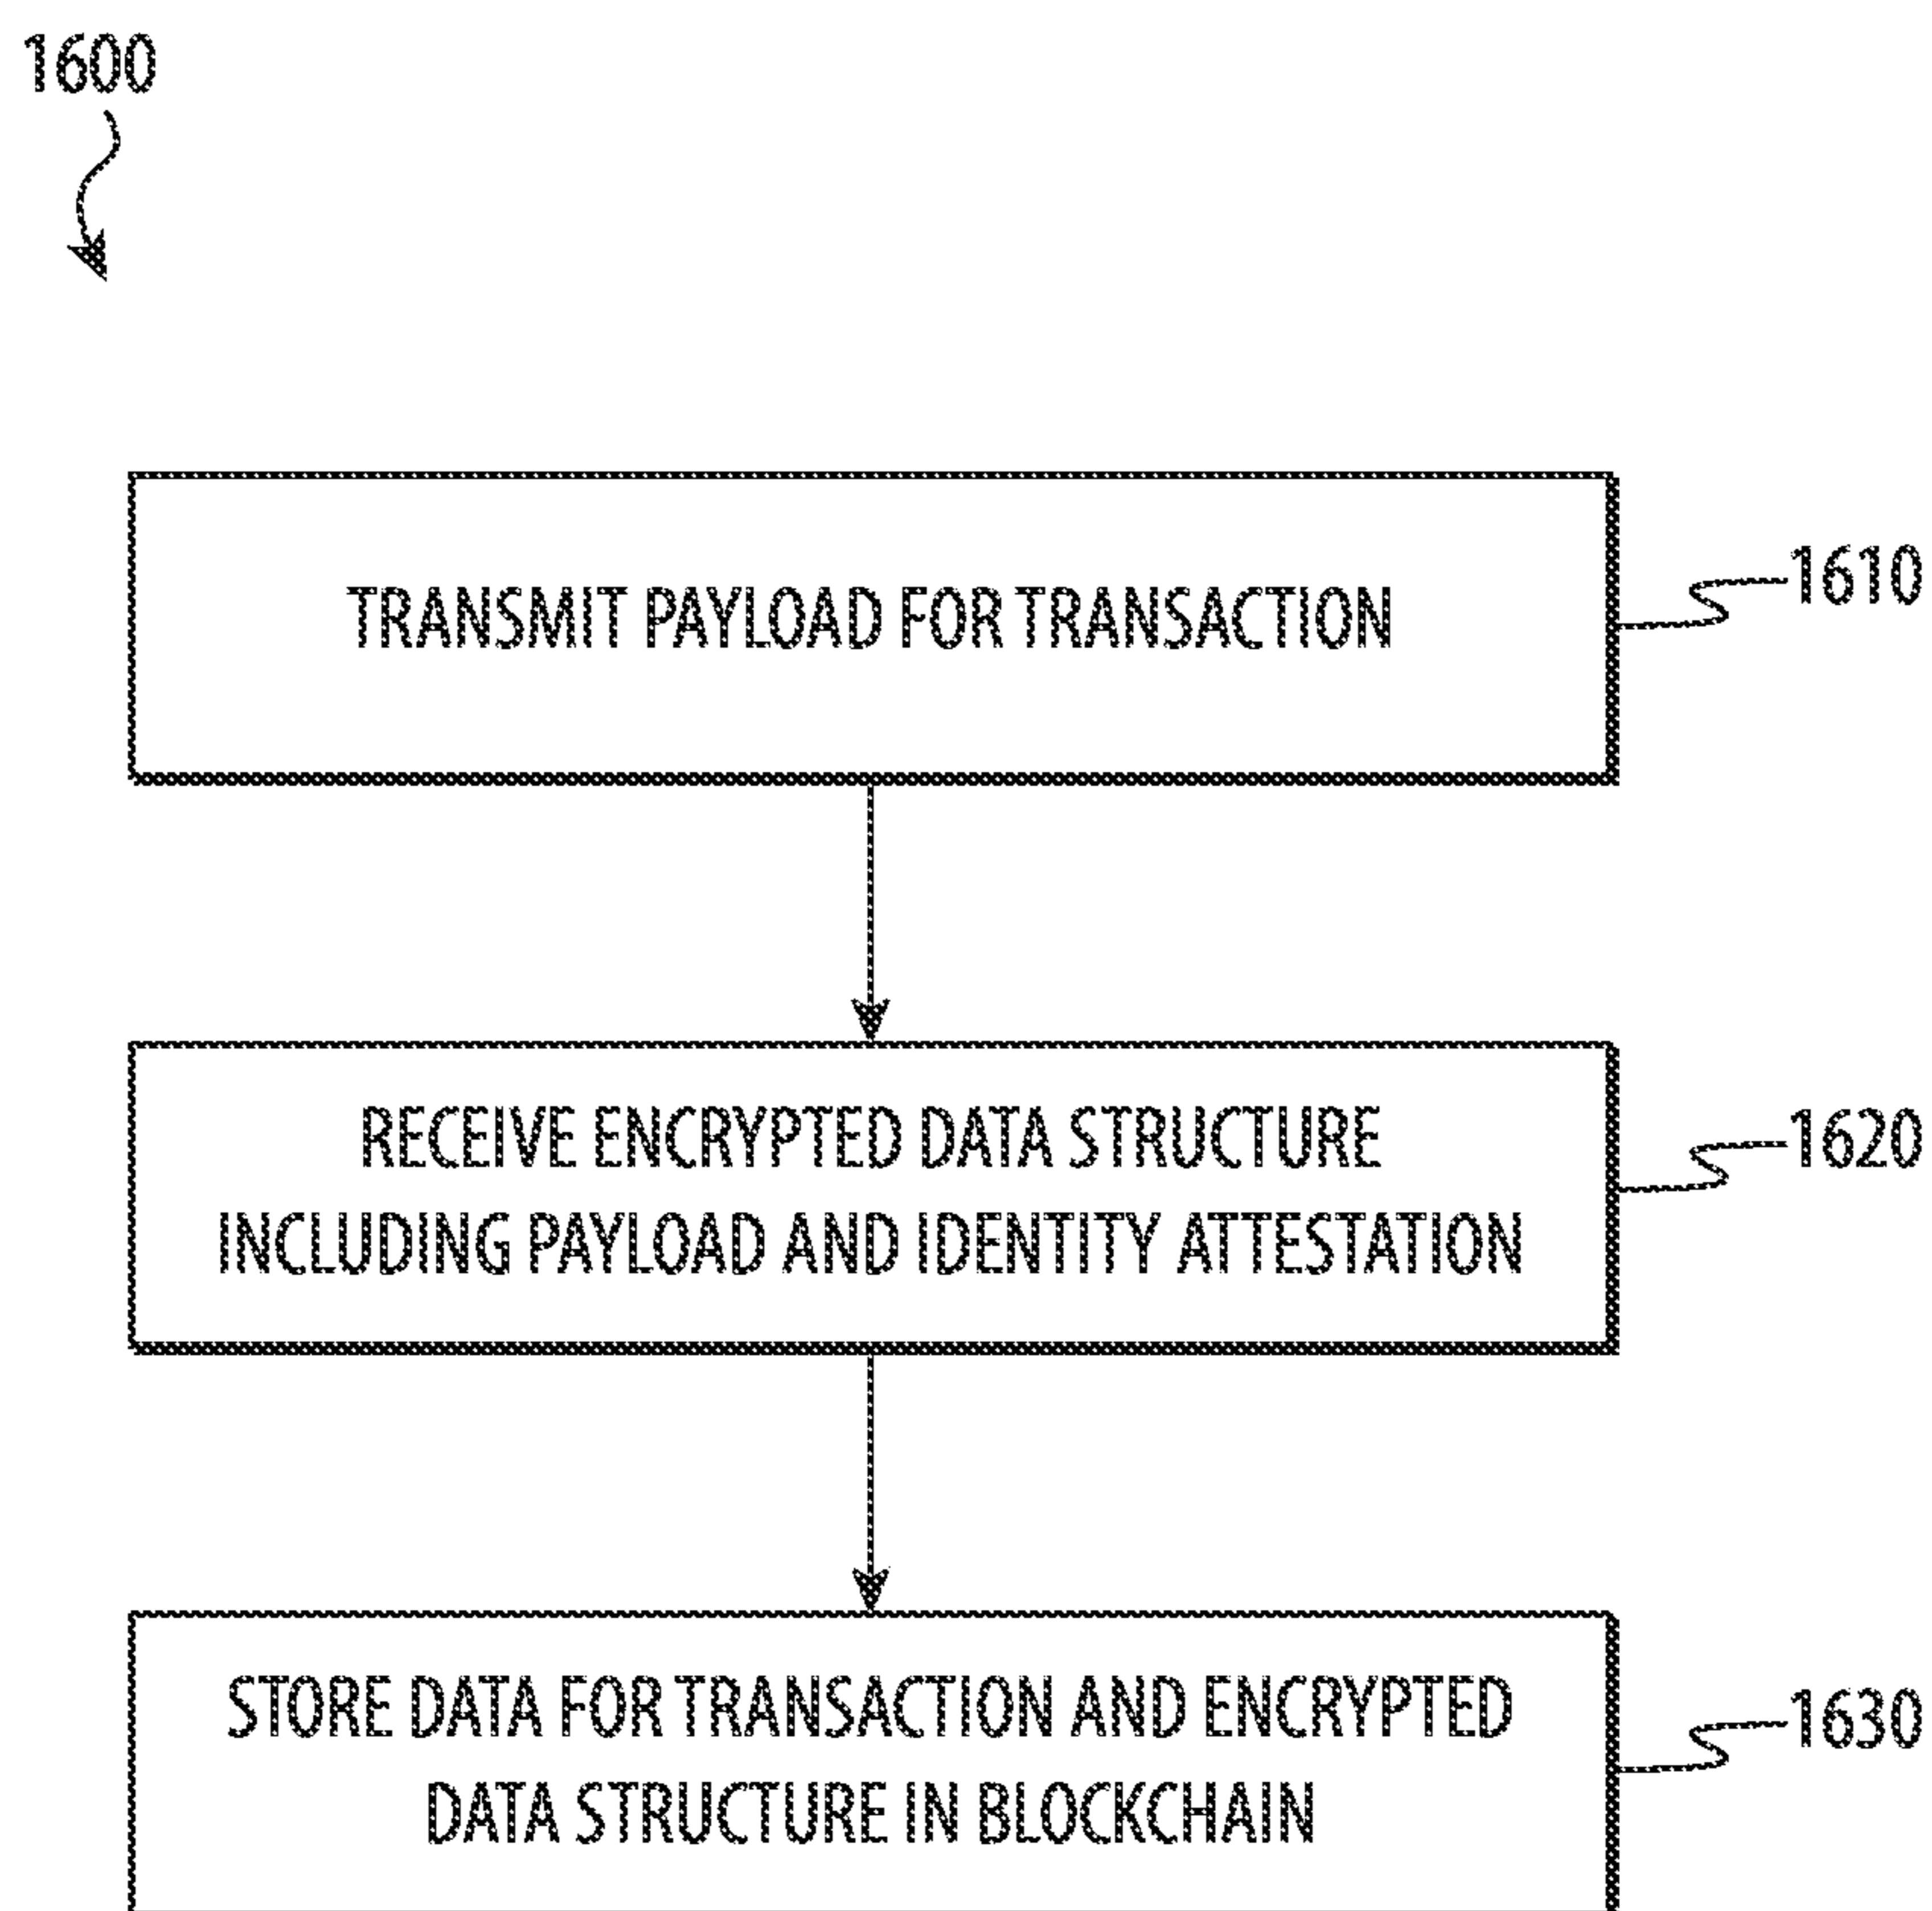 1600
TRANSMIT PAYLOAD FOR TRANSACTION
1610
RECEIVE ENCRYPTED DATA STRUCTURE
INCLUDING PAYLOAD AND IDENTITY ATTESTATION
1620
STORE DATA FOR TRANSACTION AND ENCRYPTED
DATA STRUCTURE IN BLOCKCHAIN
1630